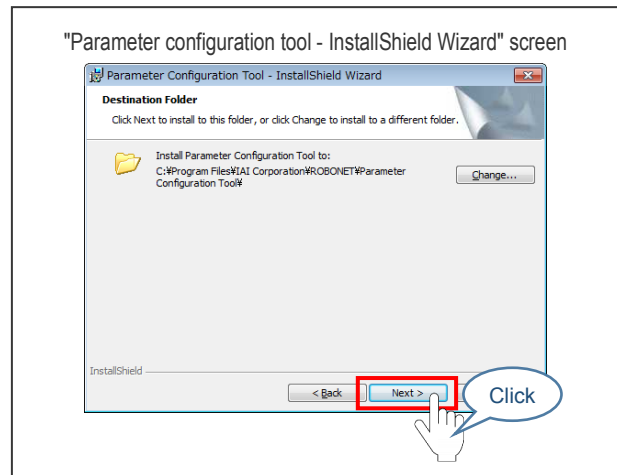 "Parameter configuration tool - InstallShield Wizard" screen
Parameter Configuration Tool - InstallShield Wizard
Destination Folder
Click Next to install to this folder, or click Change to install to a different folder.
Install Parameter Configuration Tool to:
C:¥Program Files¥IAI Corporation¥ROBONET¥Parameter
Configuration Tool¥
Change...
InstallShield
< Back
Next >
Click